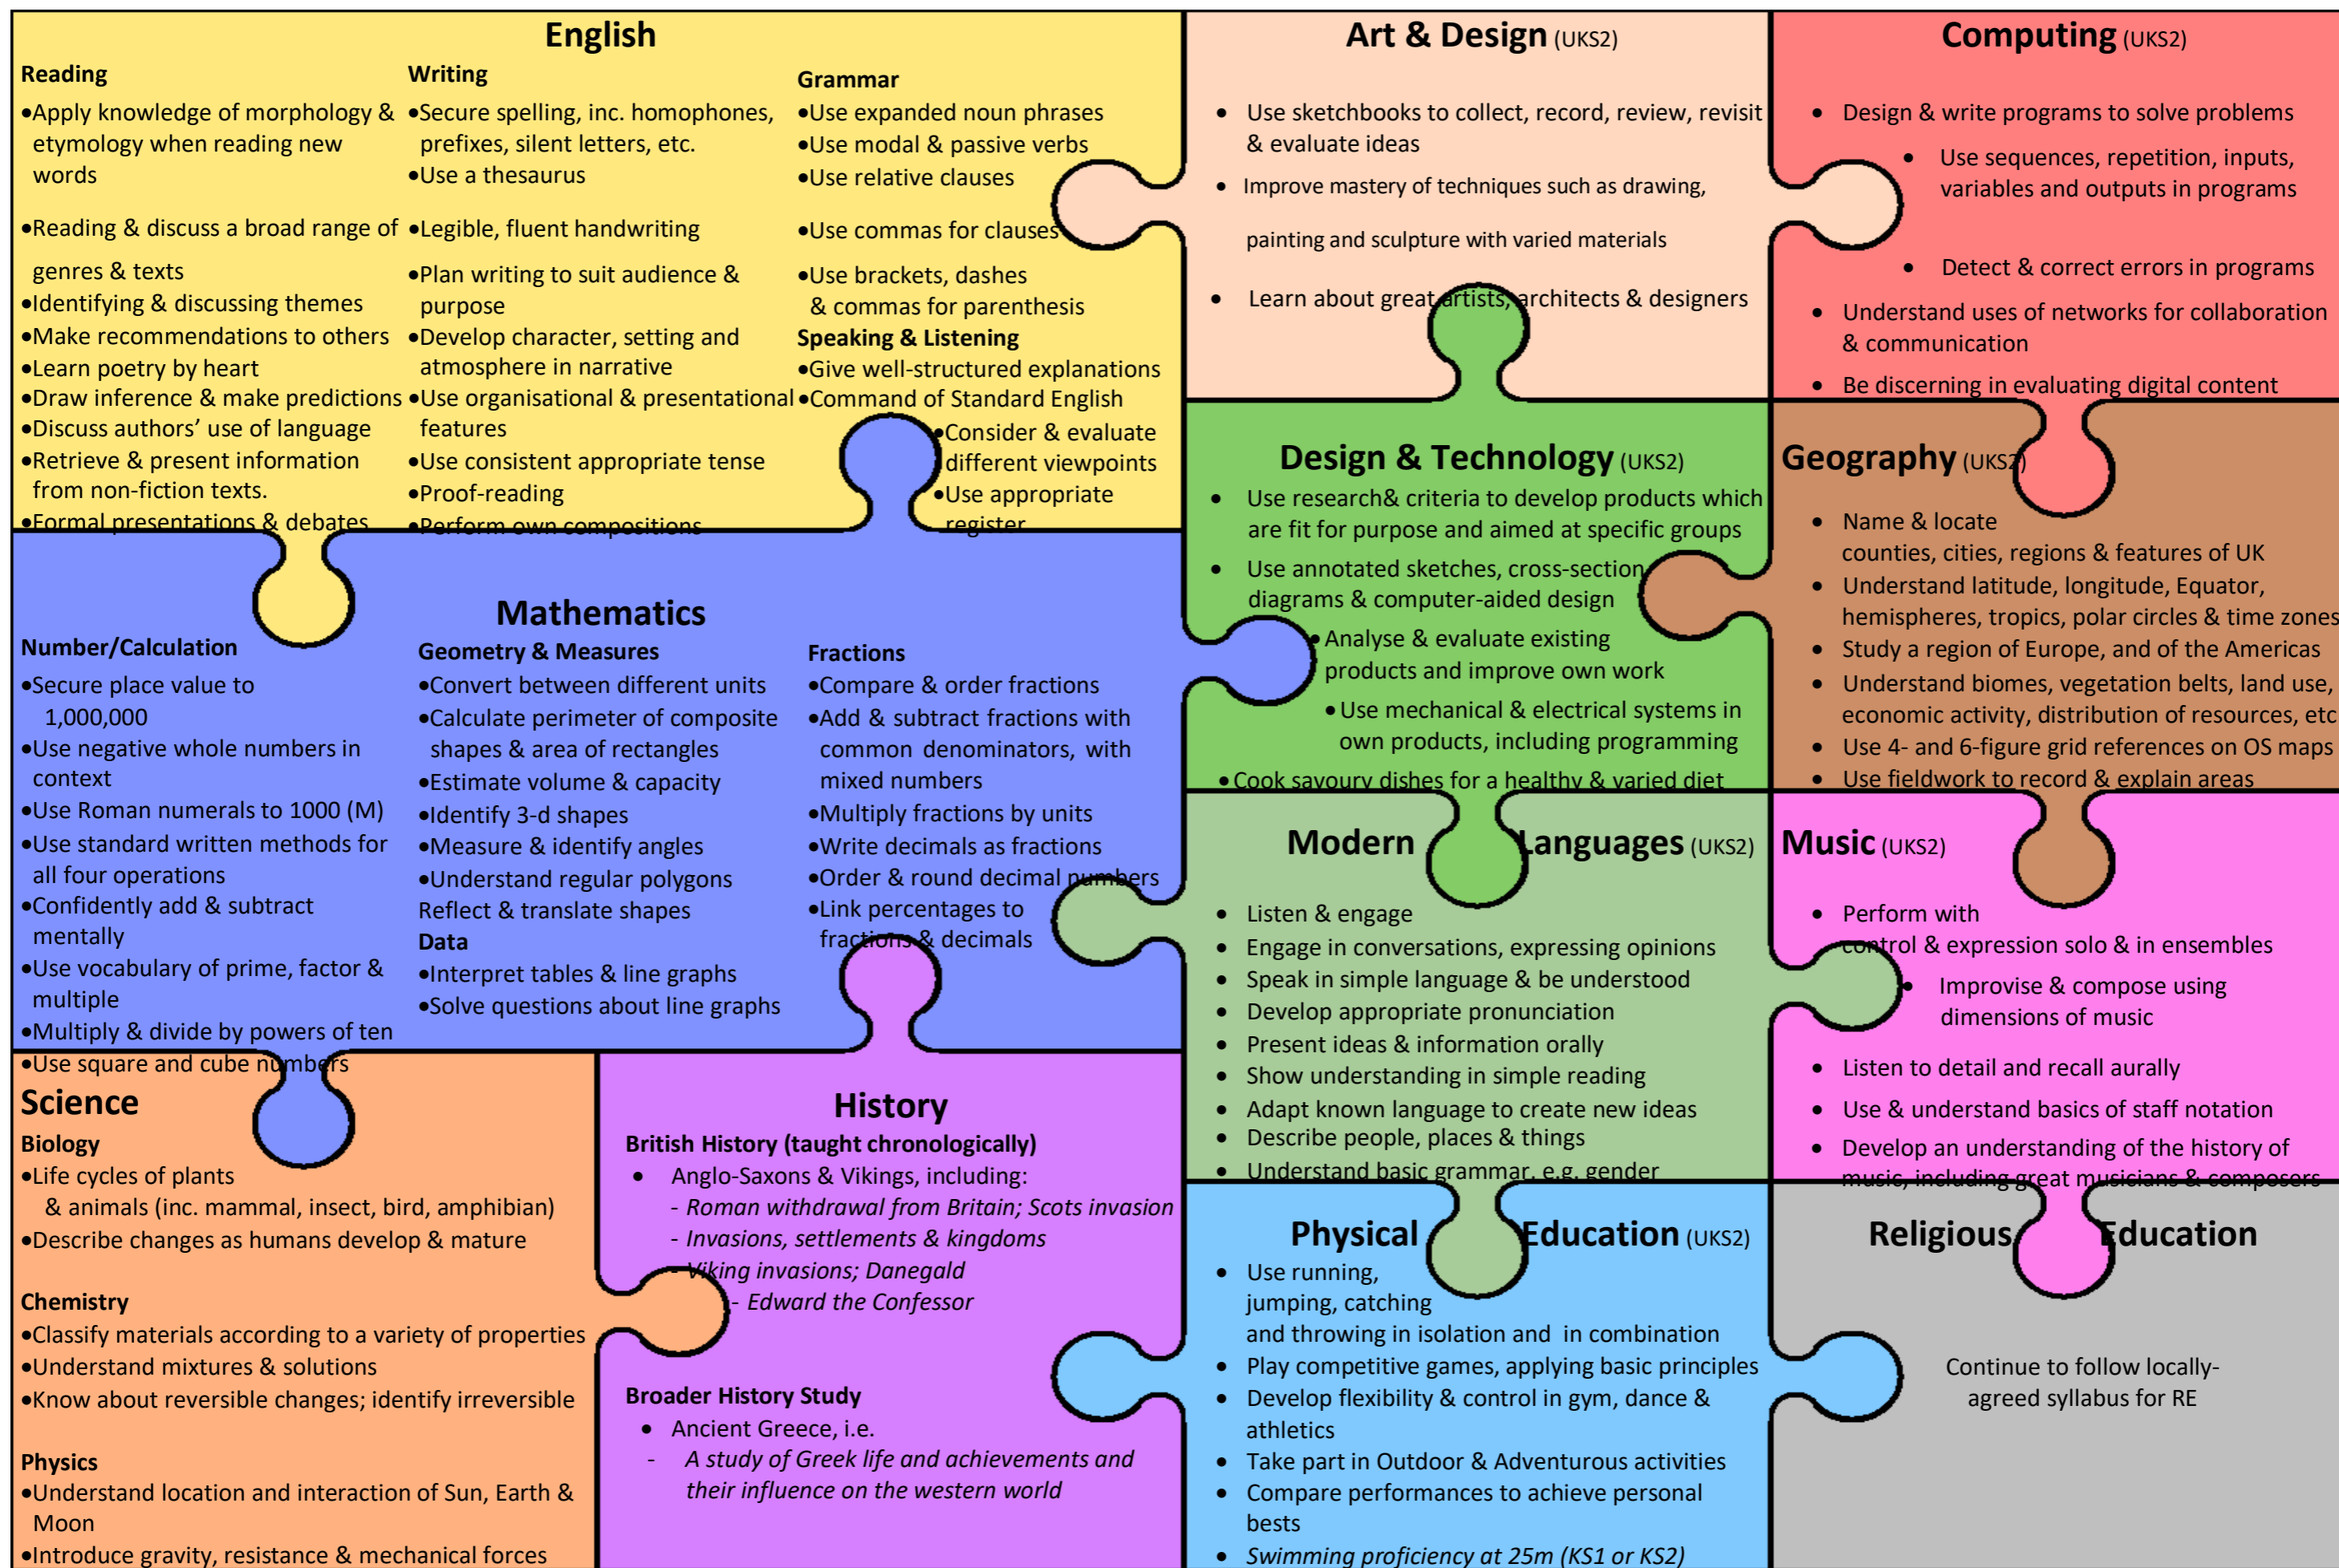 English
Reading
•Apply knowledge of morphology &
etymology when reading new
words
•Reading & discuss a broad range of
genres & texts
•Identifying & discussing themes
•Make recommendations to others
•Learn poetry by heart
•Draw inference & make predictions
•Discuss authors’ use of language
•Retrieve & present information
from non-fiction texts.
•Formal presentations & debates
Writing
•Secure spelling, inc. homophones,
prefixes, silent letters, etc.
•Use a thesaurus
•Legible, fluent handwriting
•Plan writing to suit audience &
purpose
•Develop character, setting and
atmosphere in narrative
•Use organisational & presentational
features
•Use consistent appropriate tense
•Proof-reading
•Perform own compositions
Grammar
•Use expanded noun phrases
•Use modal & passive verbs
•Use relative clauses
•Use commas for clauses
•Use brackets, dashes
& commas for parenthesis
Speaking & Listening
•Give well-structured explanations
•Command of Standard English
•Consider & evaluate
different viewpoints
•Use appropriate
register
Art & Design (UKS2)
• Use sketchbooks to collect, record, review, revisit
& evaluate ideas
• Improve mastery of techniques such as drawing,
painting and sculpture with varied materials
• Learn about great artists, architects & designers
Computing (UKS2)
• Design & write programs to solve problems
• Use sequences, repetition, inputs,
variables and outputs in programs
• Detect & correct errors in programs
• Understand uses of networks for collaboration
& communication
• Be discerning in evaluating digital content
Design & Technology (UKS2)
• Use research& criteria to develop products which
are fit for purpose and aimed at specific groups
• Use annotated sketches, cross-section
diagrams & computer-aided design
• Analyse & evaluate existing
products and improve own work
• Use mechanical & electrical systems in
own products, including programming
• Cook savoury dishes for a healthy & varied diet
Geography (UKS2)
• Name & locate
counties, cities, regions & features of UK
• Understand latitude, longitude, Equator,
hemispheres, tropics, polar circles & time zones
• Study a region of Europe, and of the Americas
• Understand biomes, vegetation belts, land use,
economic activity, distribution of resources, etc
• Use 4- and 6-figure grid references on OS maps
• Use fieldwork to record & explain areas
Mathematics
Number/Calculation
•Secure place value to
1,000,000
•Use negative whole numbers in
context
•Use Roman numerals to 1000 (M)
•Use standard written methods for
all four operations
•Confidently add & subtract
mentally
•Use vocabulary of prime, factor &
multiple
•Multiply & divide by powers of ten
•Use square and cube numbers
Geometry & Measures
•Convert between different units
•Calculate perimeter of composite
shapes & area of rectangles
•Estimate volume & capacity
•Identify 3-d shapes
•Measure & identify angles
•Understand regular polygons
Reflect & translate shapes
Data
•Interpret tables & line graphs
•Solve questions about line graphs
Fractions
•Compare & order fractions
•Add & subtract fractions with
common denominators, with
mixed numbers
•Multiply fractions by units
•Write decimals as fractions
•Order & round decimal numbers
•Link percentages to
fractions & decimals
Modern Languages (UKS2)
• Listen & engage
• Engage in conversations, expressing opinions
• Speak in simple language & be understood
• Develop appropriate pronunciation
• Present ideas & information orally
• Show understanding in simple reading
• Adapt known language to create new ideas
• Describe people, places & things
• Understand basic grammar, e.g. gender
Music (UKS2)
• Perform with
control & expression solo & in ensembles
• Improvise & compose using
dimensions of music
• Listen to detail and recall aurally
• Use & understand basics of staff notation
• Develop an understanding of the history of
music, including great musicians & composers
Science
Biology
•Life cycles of plants
& animals (inc. mammal, insect, bird, amphibian)
•Describe changes as humans develop & mature
Chemistry
•Classify materials according to a variety of properties
•Understand mixtures & solutions
•Know about reversible changes; identify irreversible
Physics
•Understand location and interaction of Sun, Earth &
Moon
•Introduce gravity, resistance & mechanical forces
History
British History (taught chronologically)
• Anglo-Saxons & Vikings, including:
- Roman withdrawal from Britain; Scots invasion
- Invasions, settlements & kingdoms
- Viking invasions; Danegald
- Edward the Confessor
Broader History Study
• Ancient Greece, i.e.
- A study of Greek life and achievements and
their influence on the western world
Physical Education (UKS2)
• Use running,
jumping, catching
and throwing in isolation and in combination
• Play competitive games, applying basic principles
• Develop flexibility & control in gym, dance &
athletics
• Take part in Outdoor & Adventurous activities
• Compare performances to achieve personal
bests
• Swimming proficiency at 25m (KS1 or KS2)
Religious Education
Continue to follow locally-
agreed syllabus for RE